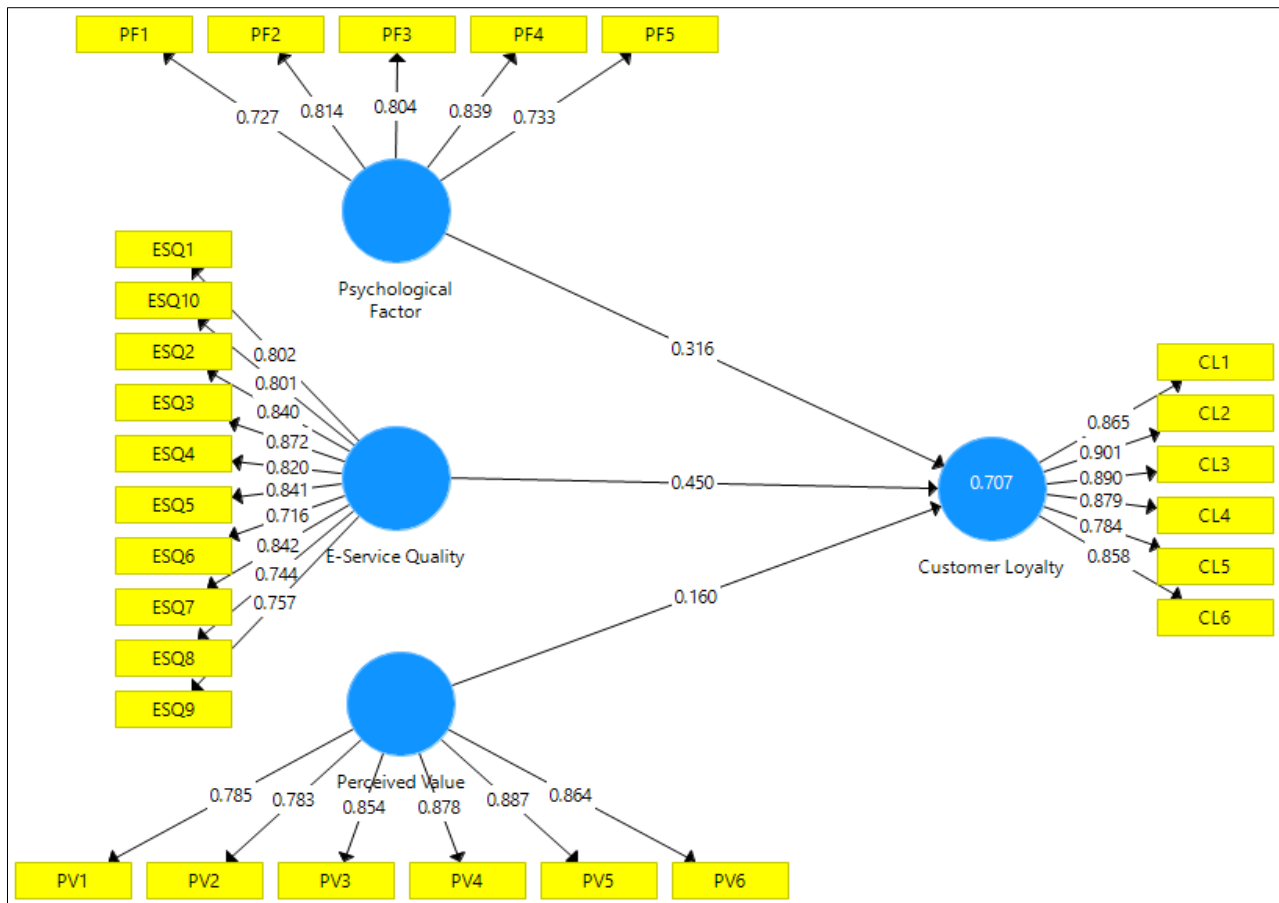 PF1 PF2 PF3 PF4 PF5
0.727 0.814 0.804 0.839 0.733
Psychological
Factor
ESQ1
ESQ10
ESQ2
ESQ3
ESQ4
ESQ5
ESQ6
ESQ7
ESQ8
ESQ9
0.802
0.801
0.840
0.872
0.820
0.841
0.716
0.842
0.744
0.757
E-Service Quality
0.316
0.450
0.160
0.707
Customer Loyalty
0.865
0.901
0.890
0.879
0.784
0.858
CL1
CL2
CL3
CL4
CL5
CL6
Perceived Value
0.785 0.783 0.854 0.878 0.887 0.864
PV1 PV2 PV3 PV4 PV5 PV6